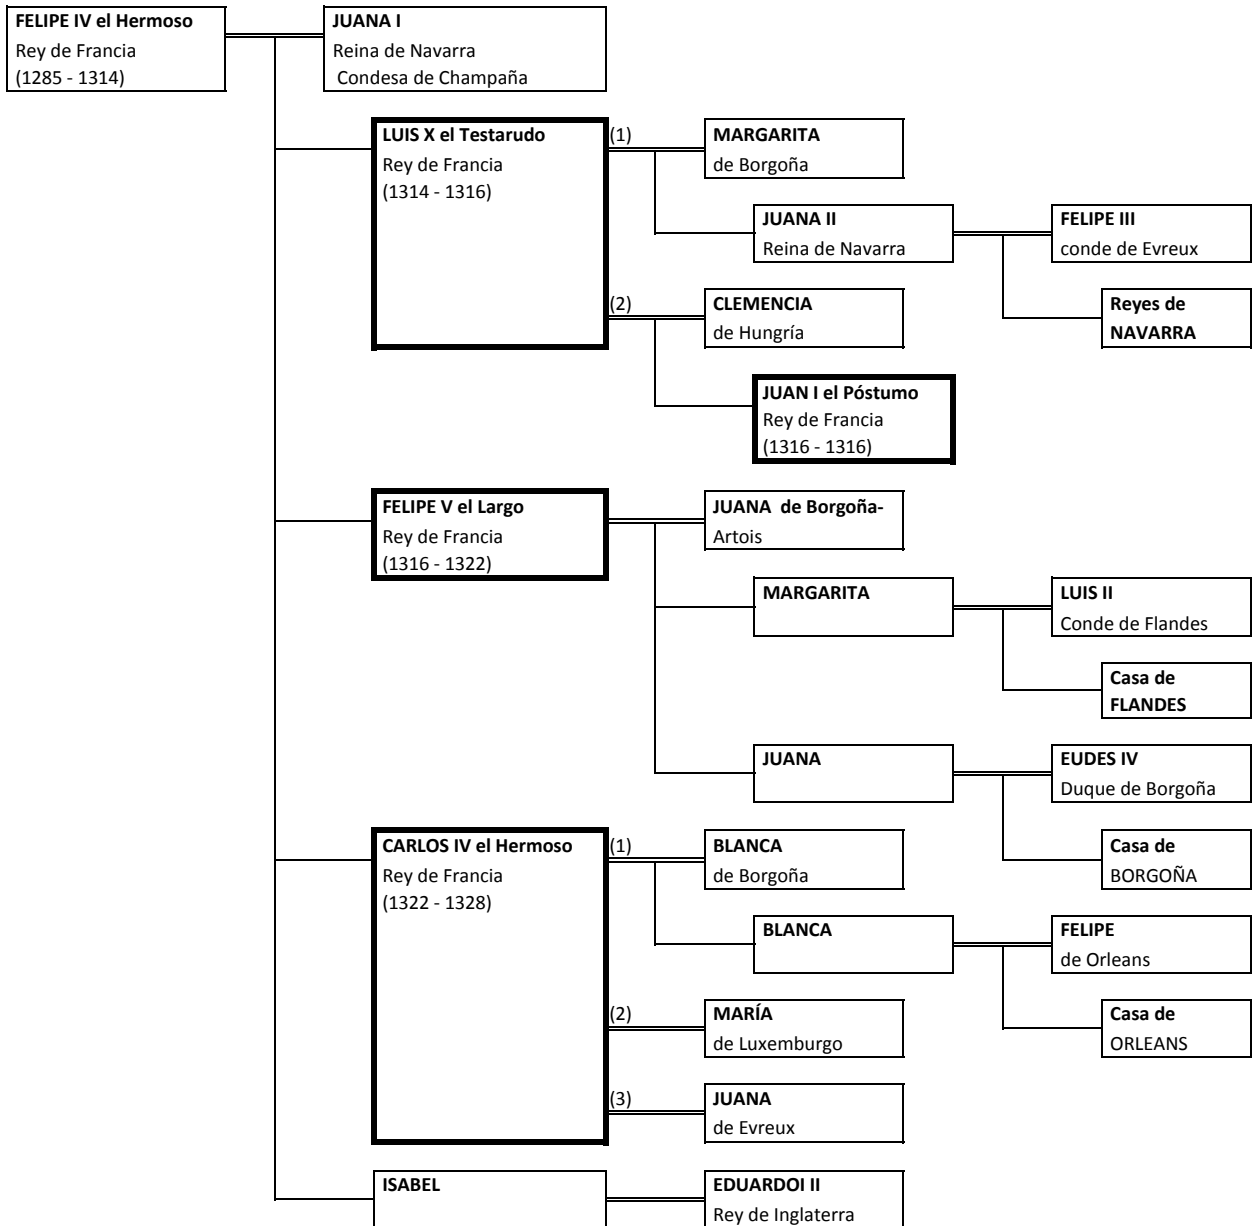 FELIPE IV el Hermoso
Rey de Francia
(1285 - 1314)
JUANA I
Reina de Navarra
Condesa de Champaña
LUIS X el Testarudo
Rey de Francia
(1314 - 1316)
(1)
MARGARITA
de Borgoña
JUANA II
Reina de Navarra
FELIPE III
conde de Evreux
(2)
CLEMENCIA
de Hungría
Reyes de
NAVARRA
JUAN I el Póstumo
Rey de Francia
(1316 - 1316)
FELIPE V el Largo
Rey de Francia
(1316 - 1322)
JUANA de Borgoña-
Artois
MARGARITA
LUIS II
Conde de Flandes
Casa de
FLANDES
JUANA
EUDES IV
Duque de Borgoña
CARLOS IV el Hermoso
Rey de Francia
(1322 - 1328)
(1)
BLANCA
de Borgoña
Casa de
BORGOÑA
BLANCA
FELIPE
de Orleans
(2)
MARÍA
de Luxemburgo
Casa de
ORLEANS
(3)
JUANA
de Evreux
ISABEL
EDUARDOI II
Rey de Inglaterra